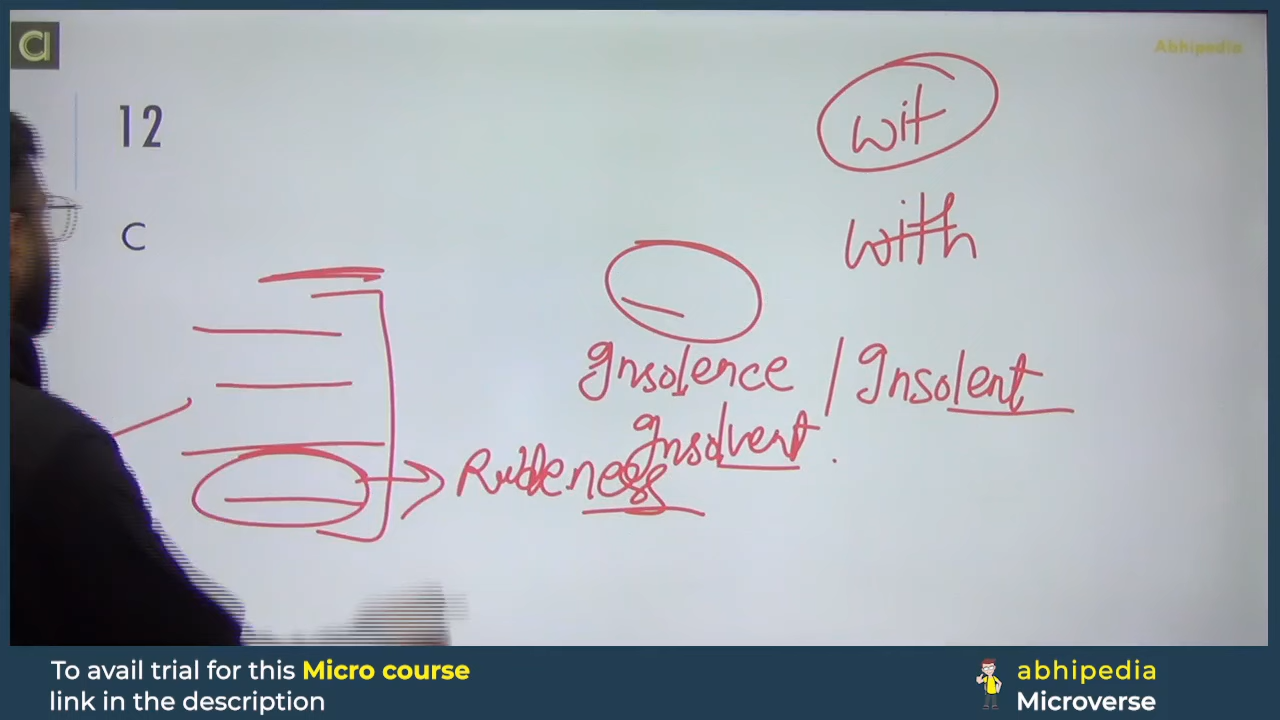 Abhipedia
12
wit
C
with
Insolence / Insolent
Insolvent.
Rudeness
To avail trial for this Micro course
link in the description
abhipedia
Microverse